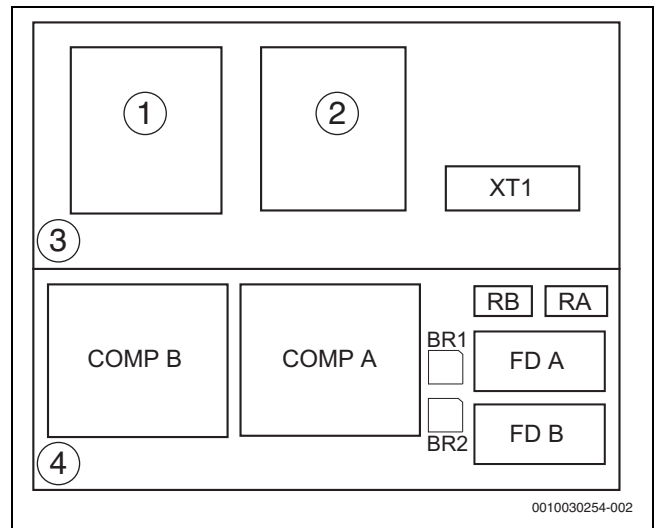 1
2
XT1
3
RB
RA
COMP B
COMP A
BR1
FD A
BR2
FD B
4
0010030254-002